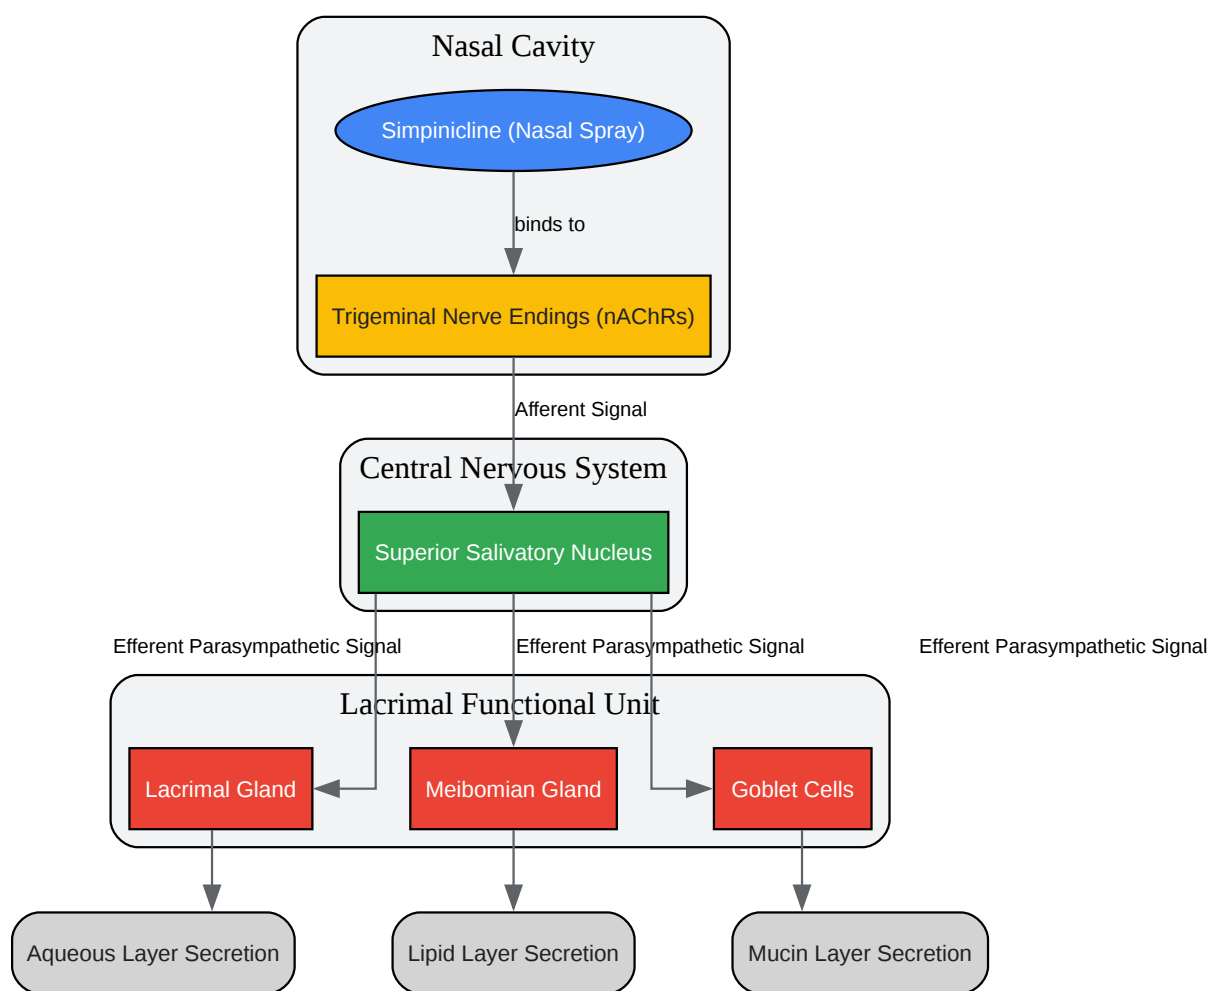 Nasal Cavity
Simpinicline (Nasal Spray)
binds to
Trigeminal Nerve Endings (nAChRs)
Afferent Signal
Central Nervous System
Superior Salivatory Nucleus
Efferent Parasympathetic Signal
Efferent Parasympathetic Signal
Efferent Parasympathetic Signal
Lacrimal Functional Unit
Lacrimal Gland
Meibomian Gland
Goblet Cells
Aqueous Layer Secretion
Lipid Layer Secretion
Mucin Layer Secretion